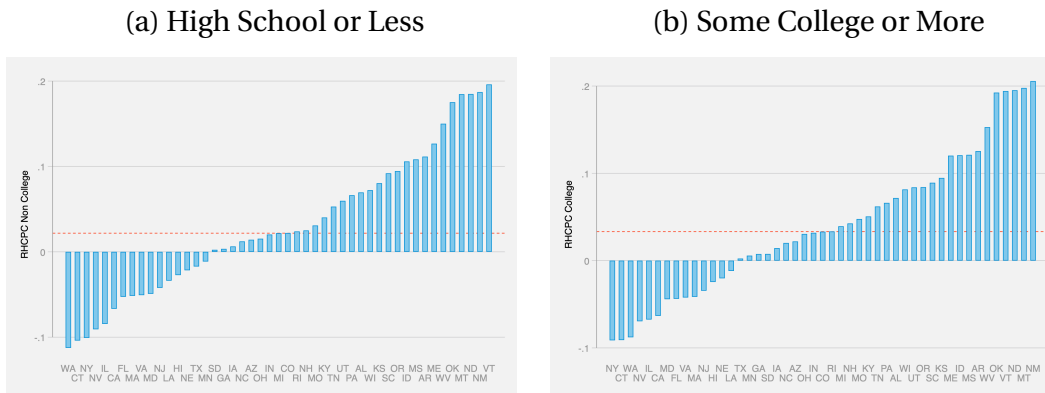 (a) High School or Less
.2
.1
0
-.1
RHCPC Non College
WA NY IL FL VA NJ HI TX SD IA AZ IN CO NH KY UT AL KS OR MS ME OK ND VT
CT NV CA MA MD LA NE MN GA NC OH MI RI MO TN PA WI SC ID AR WV MT NM
(b) Some College or More
.2
.1
0
-.1
RHCPC College
NY WA IL MD VA NJ NE TX GA IA AZ IN RI MO TN AL UT SC ME MS WV VT MT
CT NV CA FL MA HI LA MN SD NC OH CO MI KY PA WI OR KS ID AR OK ND NM